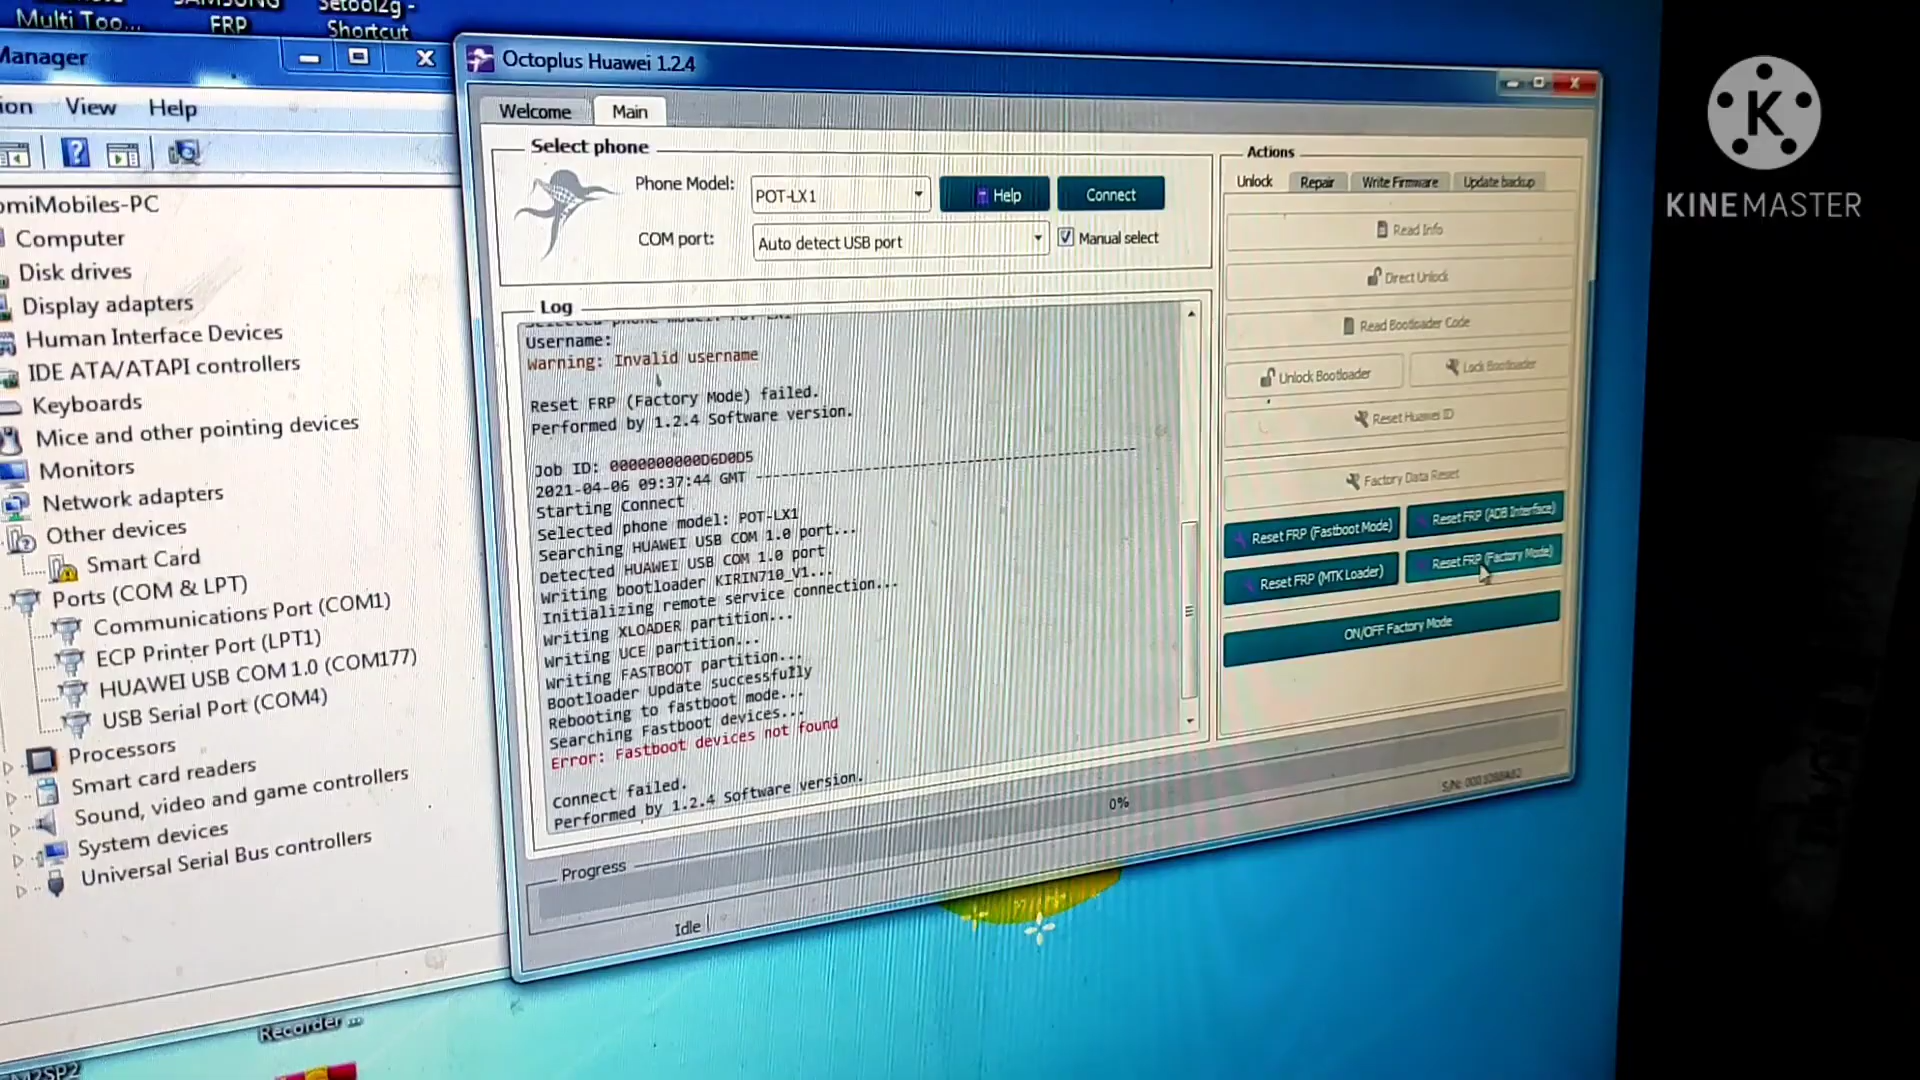 Multi Too...
SAMSUNG
FRP
Setool2g -
Shortcut
Manager
View
Help
omiMobiles-PC
Computer
Disk drives
Display adapters
Human Interface Devices
IDE ATA/ATAPI controllers
Keyboards
Mice and other pointing devices
Monitors
Network adapters
Other devices
Smart Card
Ports (COM & LPT)
Communications Port (COM1)
ECP Printer Port (LPT1)
HUAWEI USB COM 1.0 (COM177)
USB Serial Port (COM4)
Processors
Smart card readers
Sound, video and game controllers
System devices
Universal Serial Bus controllers
Recorder ...
Octoplus Huawei 1.2.4
Welcome
Main
Select phone
Phone Model:
POT-LX1
Help
Connect
COM port:
Auto detect USB port
Manual select
Log
Selected phone model: POT-LX1
Username:
Warning: Invalid username
Reset FRP (Factory Mode) failed.
Performed by 1.2.4 Software version.
Job ID: 0000000000D6D0D5
2021-04-06 09:37:44 GMT
Starting Connect
Selected phone model: POT-LX1
Searching HUAWEI USB COM 1.0 port...
Detected HUAWEI USB COM 1.0 port
Writing bootloader KIRIN710_V1...
Initializing remote service connection...
Writing XLOADER partition...
Writing UCE partition...
Writing FASTBOOT partition...
Bootloader Update successfully
Rebooting to fastboot mode...
Searching Fastboot devices...
Error: Fastboot devices not found
Connect failed.
Performed by 1.2.4 Software version.
0%
Progress
Idle
Actions
Unlock
Repair
Write Firmware
Update backup
Read Info
Direct Unlock
Read Bootloader Code
Unlock Bootloader
Lock Bootloader
Reset Huawei ID
Factory Data Reset
Reset FRP (Fastboot Mode)
Reset FRP (ADB Interface)
Reset FRP (MTK Loader)
Reset FRP (Factory Mode)
ON/OFF Factory Mode
K
KINEMASTER